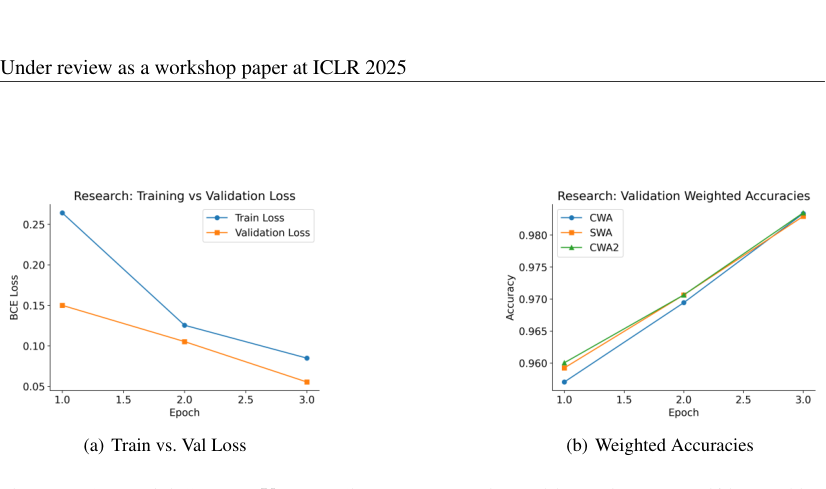 Under review as a workshop paper at ICLR 2025
Research: Training vs Validation Loss
Train Loss
Validation Loss
0.25
0.20
0.15
0.10
0.05
BCE Loss
1.0 1.5 2.0 2.5 3.0
Epoch
(a) Train vs. Val Loss
Research: Validation Weighted Accuracies
CWA
SWA
CWA2
0.980
0.975
0.970
0.965
0.960
Accuracy
1.0 1.5 2.0 2.5 3.0
Epoch
(b) Weighted Accuracies